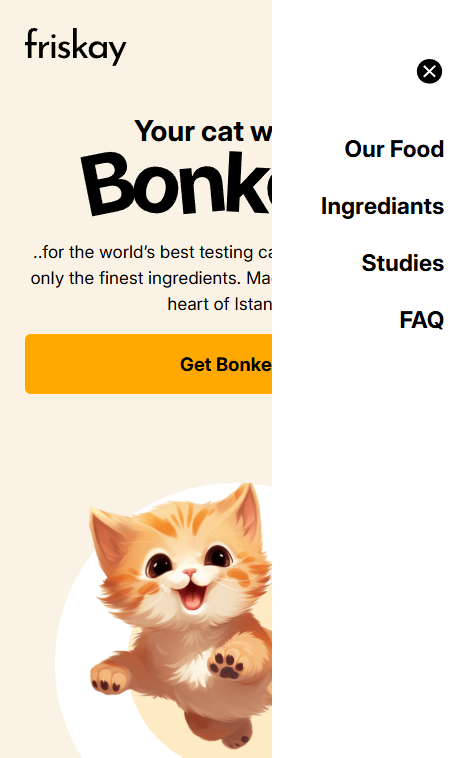 friskay
Your cat w
Bonk
..for the world's best testing ca
only the finest ingredients. Mad
heart of Istan
Get Bonke
Our Food
Ingrediants
Studies
FAQ